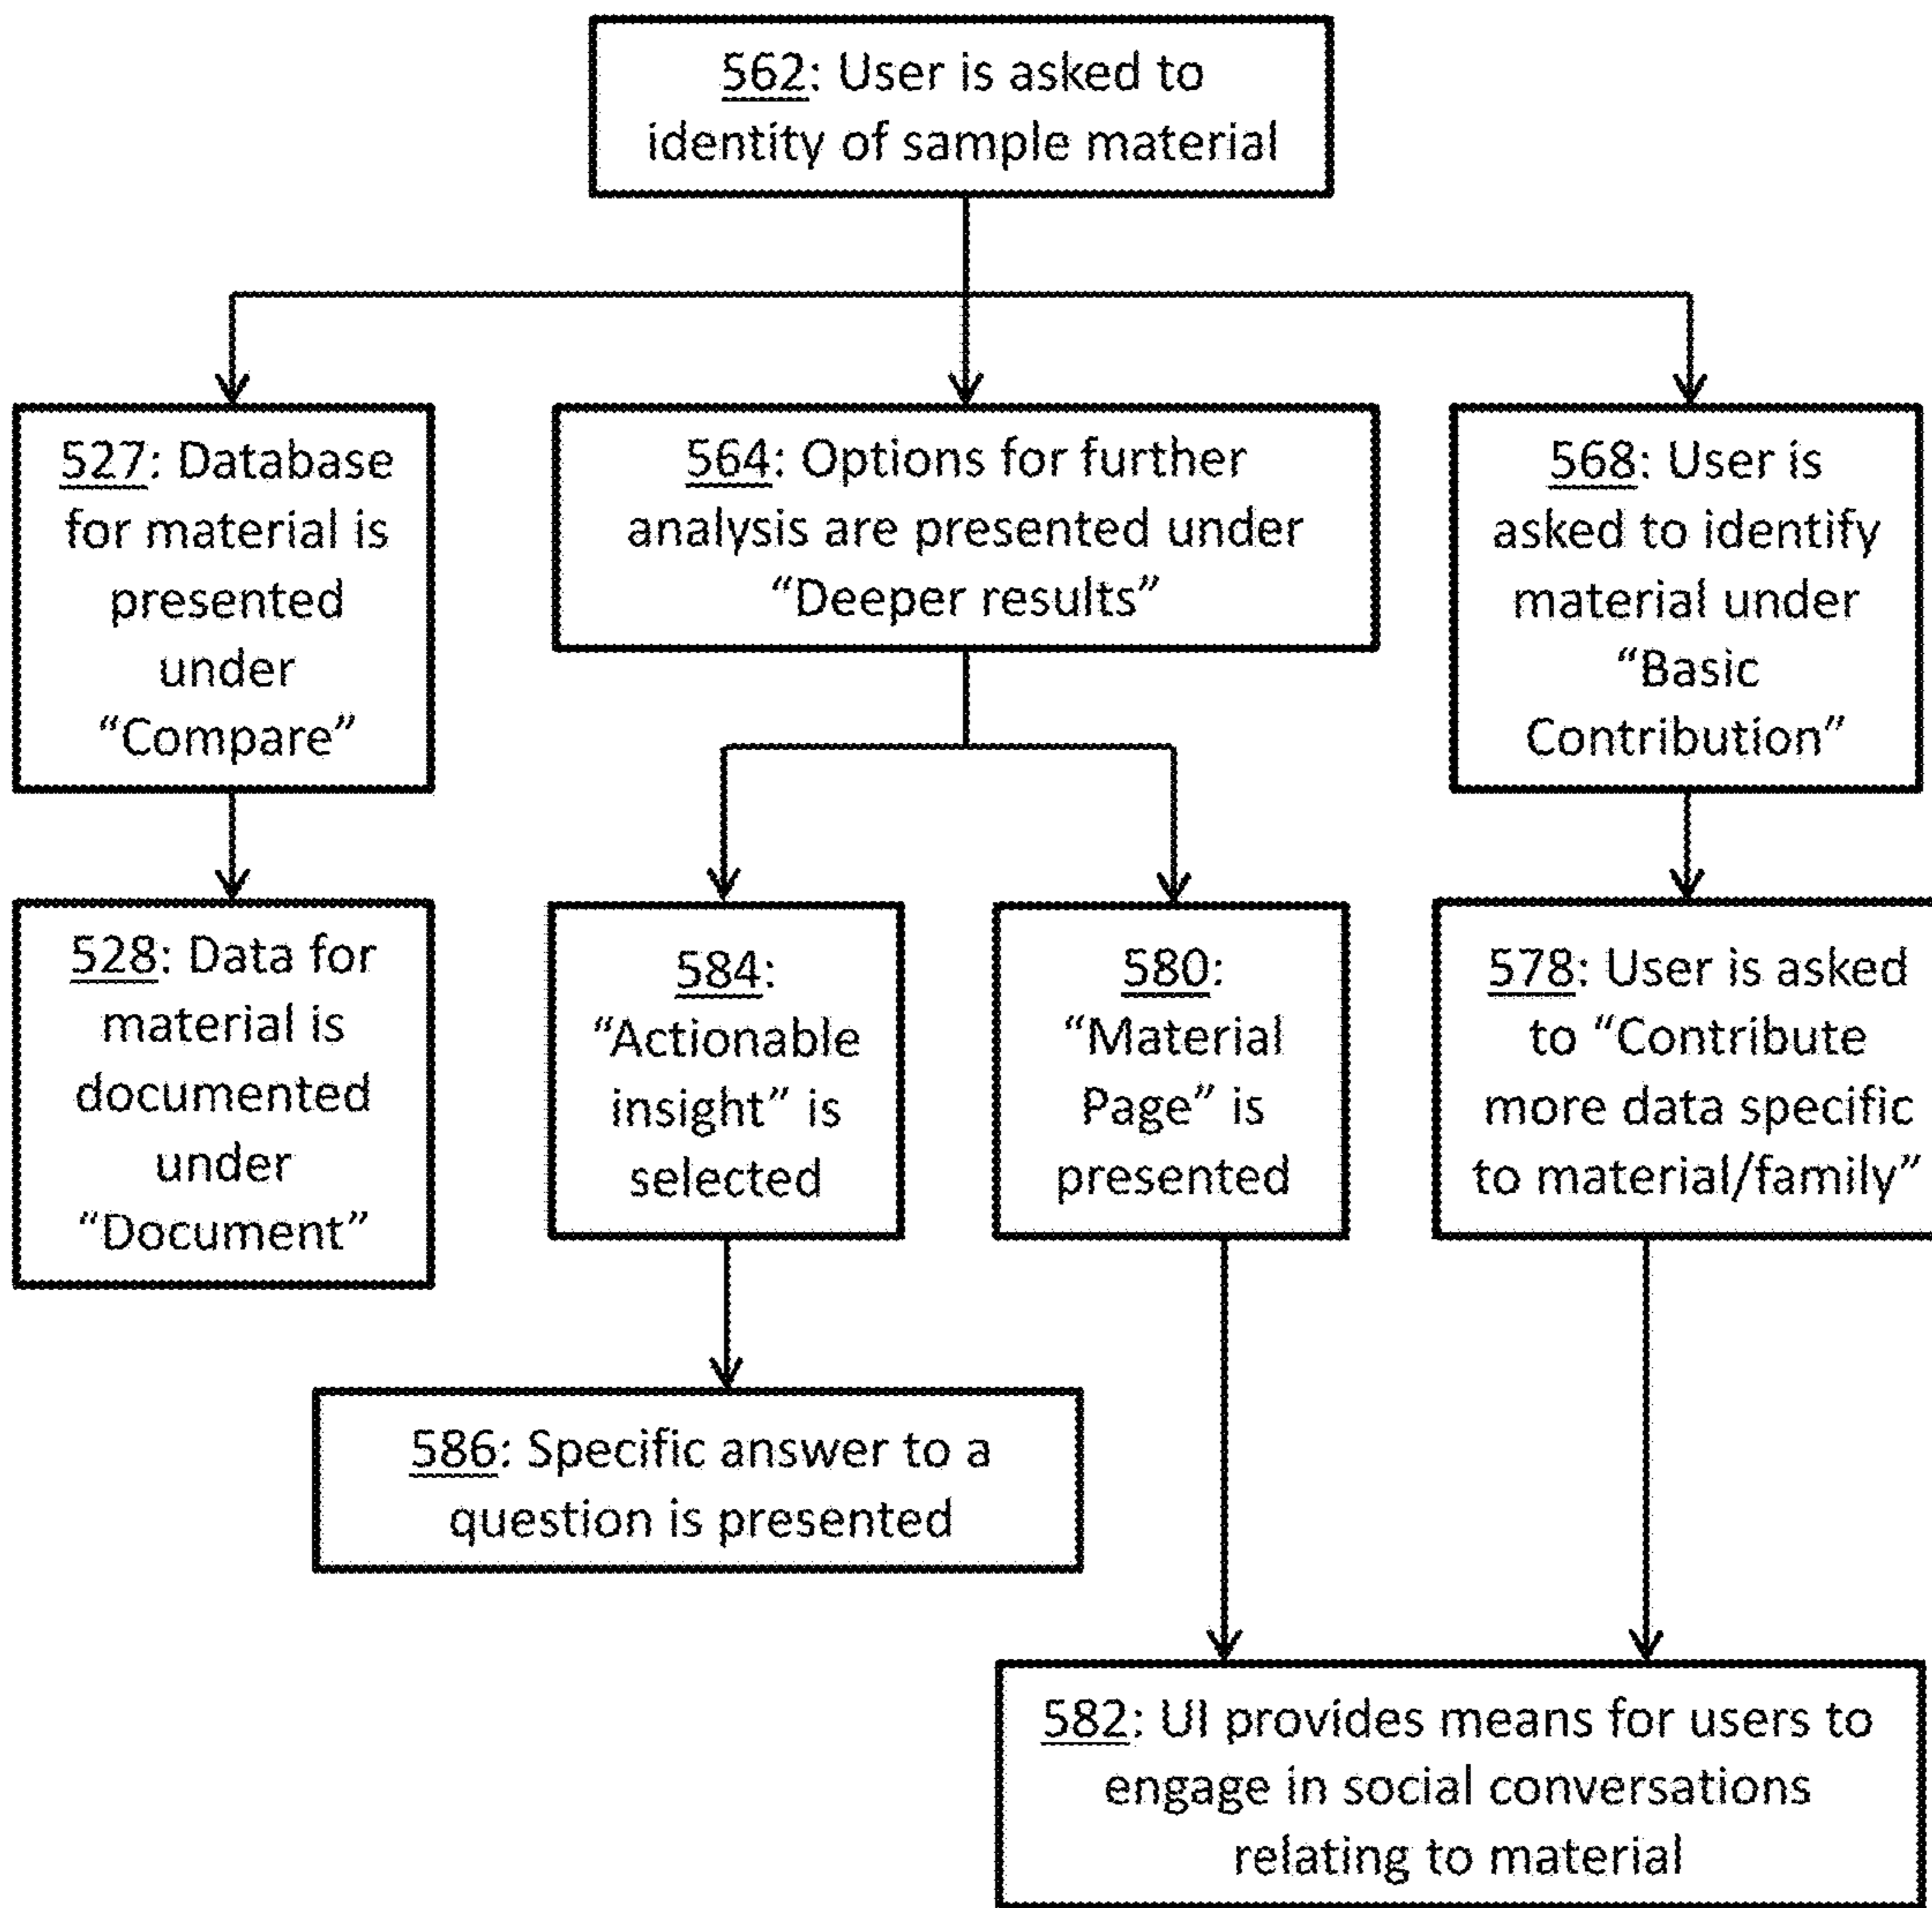 562: User is asked to
identity of sample material
527: Database
for material is
presented
under
“Compare”
564: Options for further
analysis are presented under
“Deeper results”
568: User is
asked to identify
material under
“Basic
Contribution”
528: Data for
material is
documented
under
“Document”
584:
“Actionable
insight” is
selected
580:
“Material
Page” is
presented
578: User is asked
to “Contribute
more data specific
to material/family”
586: Specific answer to a
question is presented
582: UI provides means for users to
engage in social conversations
relating to material